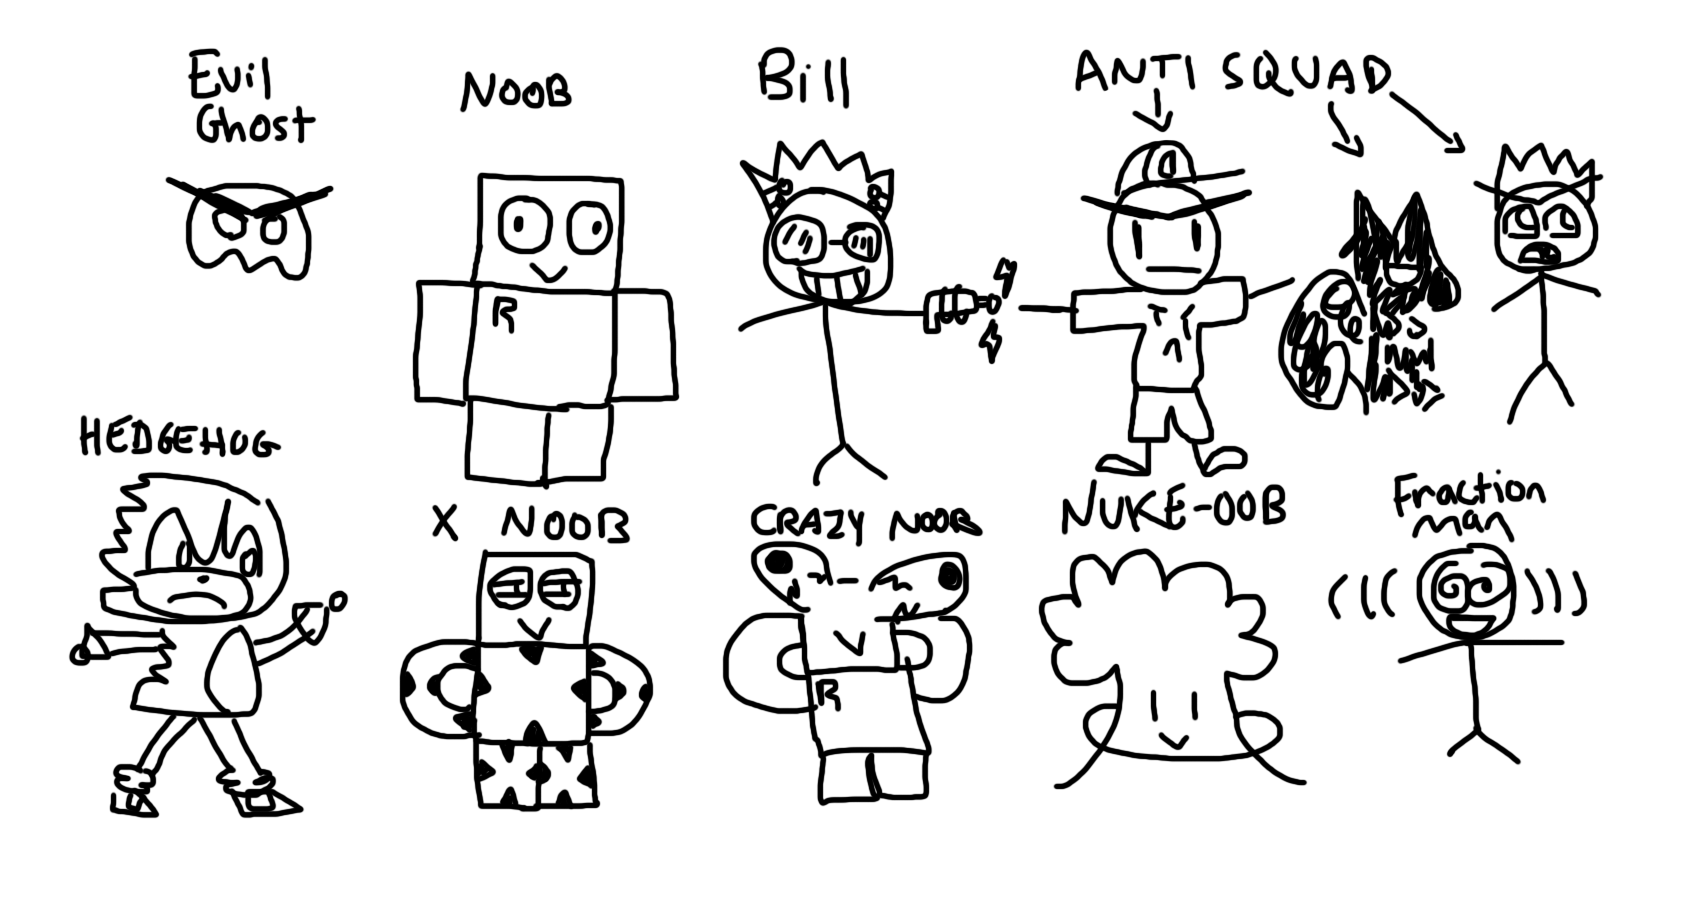 Evil
Ghost
NOOB
Bill
ANTI SQUAD
R
HEDGEHOG
X NOOB
CRAZY NOOB
R
NUKE-OOB
Fraction
man